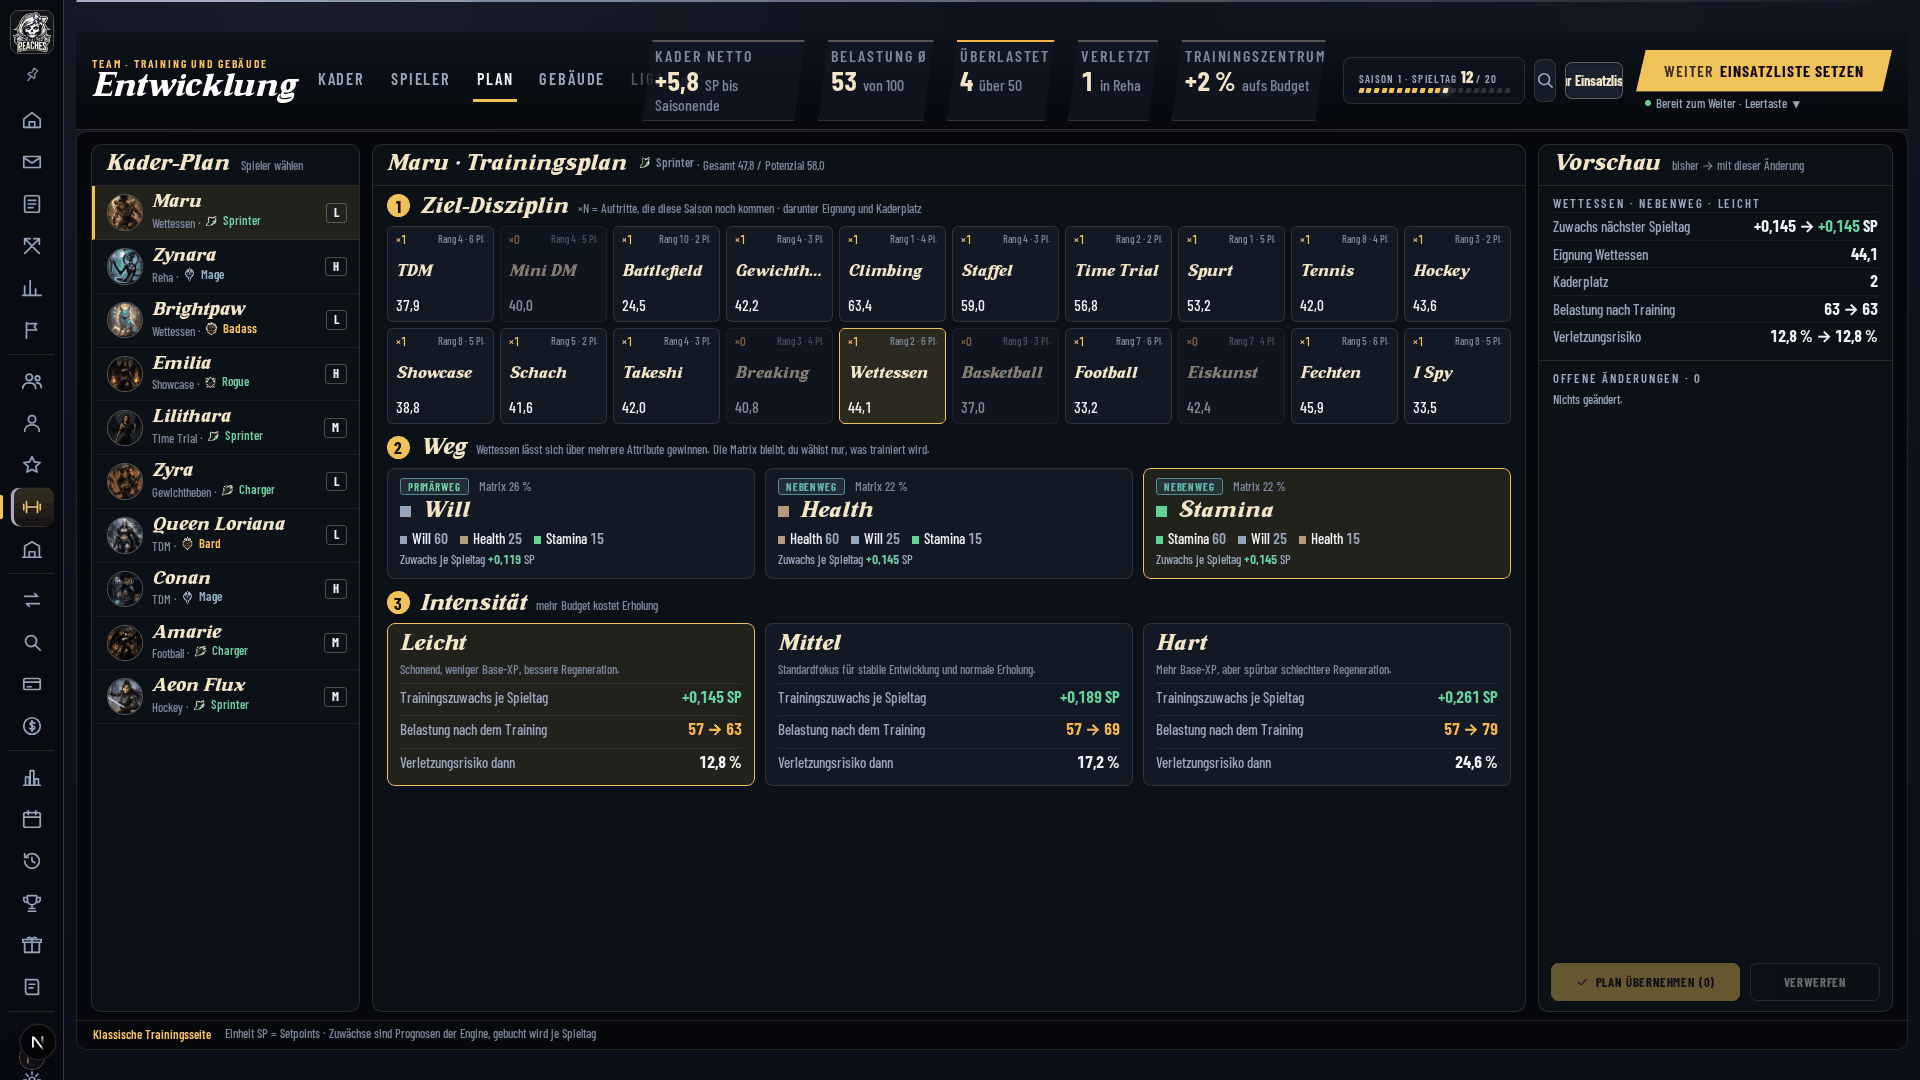 REACHES
TEAM · TRAINING UND GEBÄUDE
Entwicklung
KADER SPIELER PLAN GEBÄUDE
KADER NETTO
+5,8 SP bis Saisonende
BELASTUNG Ø
53 von 100
ÜBERLASTET
4 über 50
VERLETZT
1 in Reha
TRAININGSZENTRUM
+2 % aufs Budget
SAISON 1 · SPIELTAG 12 / 20
r Einsatzlis
WEITER EINSATZLISTE SETZEN
Bereit zum Weiter · Leertaste ▼
Kader-Plan Spieler wählen
Maru
Wettessen · Sprinter
L
Zynara
Reha · Mage
H
Brightpaw
Wettessen · Badass
L
Emilia
Showcase · Rogue
H
Lilithara
Time Trial · Sprinter
M
Zyra
Gewichtheben · Charger
L
Queen Loriana
TDM · Bard
L
Conan
TDM · Mage
H
Amarie
Football · Charger
M
Aeon Flux
Hockey · Sprinter
M
Maru · Trainingsplan Sprinter · Gesamt 47,8 / Potenzial 58,0
1 Ziel-Disziplin ×N = Auftritte, die diese Saison noch kommen · darunter Eignung und Kaderplatz
×1 Rang 4 · 6 Pl.
TDM
37,9
×0 Rang 4 · 5 Pl.
Mini DM
40,0
×1 Rang 10 · 2 Pl.
Battlefield
24,5
×1 Rang 4 · 3 Pl.
Gewichth...
42,2
×1 Rang 1 · 4 Pl.
Climbing
63,4
×1 Rang 4 · 3 Pl.
Staffel
59,0
×1 Rang 2 · 2 Pl.
Time Trial
56,8
×1 Rang 1 · 5 Pl.
Spurt
53,2
×1 Rang 8 · 4 Pl.
Tennis
42,0
×1 Rang 3 · 2 Pl.
Hockey
43,6
×1 Rang 8 · 5 Pl.
Showcase
38,8
×1 Rang 5 · 2 Pl.
Schach
41,6
×1 Rang 4 · 3 Pl.
Takeshi
42,0
×0 Rang 3 · 4 Pl.
Breaking
40,8
×1 Rang 2 · 6 Pl.
Wettessen
44,1
×0 Rang 9 · 3 Pl.
Basketball
37,0
×1 Rang 7 · 6 Pl.
Football
33,2
×0 Rang 7 · 4 Pl.
Eiskunst
42,4
×1 Rang 5 · 6 Pl.
Fechten
45,9
×1 Rang 8 · 5 Pl.
I Spy
33,5
2 Weg Wettessen lässt sich über mehrere Attribute gewinnen. Die Matrix bleibt, du wählst nur, was trainiert wird.
PRIMÄRWEG Matrix 26 %
Will
Will 60 Health 25 Stamina 15
Zuwachs je Spieltag +0,119 SP
NEBENWEG Matrix 22 %
Health
Health 60 Will 25 Stamina 15
Zuwachs je Spieltag +0,145 SP
NEBENWEG Matrix 22 %
Stamina
Stamina 60 Will 25 Health 15
Zuwachs je Spieltag +0,145 SP
3 Intensität mehr Budget kostet Erholung
Leicht
Schonend, weniger Base-XP, bessere Regeneration.
Trainingszuwachs je Spieltag +0,145 SP
Belastung nach dem Training 57 → 63
Verletzungsrisiko dann 12,8 %
Mittel
Standardfokus für stabile Entwicklung und normale Erholung.
Trainingszuwachs je Spieltag +0,189 SP
Belastung nach dem Training 57 → 69
Verletzungsrisiko dann 17,2 %
Hart
Mehr Base-XP, aber spürbar schlechtere Regeneration.
Trainingszuwachs je Spieltag +0,261 SP
Belastung nach dem Training 57 → 79
Verletzungsrisiko dann 24,6 %
Vorschau bisher → mit dieser Änderung
WETTESSEN · NEBENWEG · LEICHT
Zuwachs nächster Spieltag +0,145 → +0,145 SP
Eignung Wettessen 44,1
Kaderplatz 2
Belastung nach Training 63 → 63
Verletzungsrisiko 12,8 % → 12,8 %
OFFENE ÄNDERUNGEN · 0
Nichts geändert.
✓ PLAN ÜBERNEHMEN (0)
VERWERFEN
Klassische Trainingsseite Einheit SP = Setpoints · Zuwächse sind Prognosen der Engine, gebucht wird je Spieltag
N